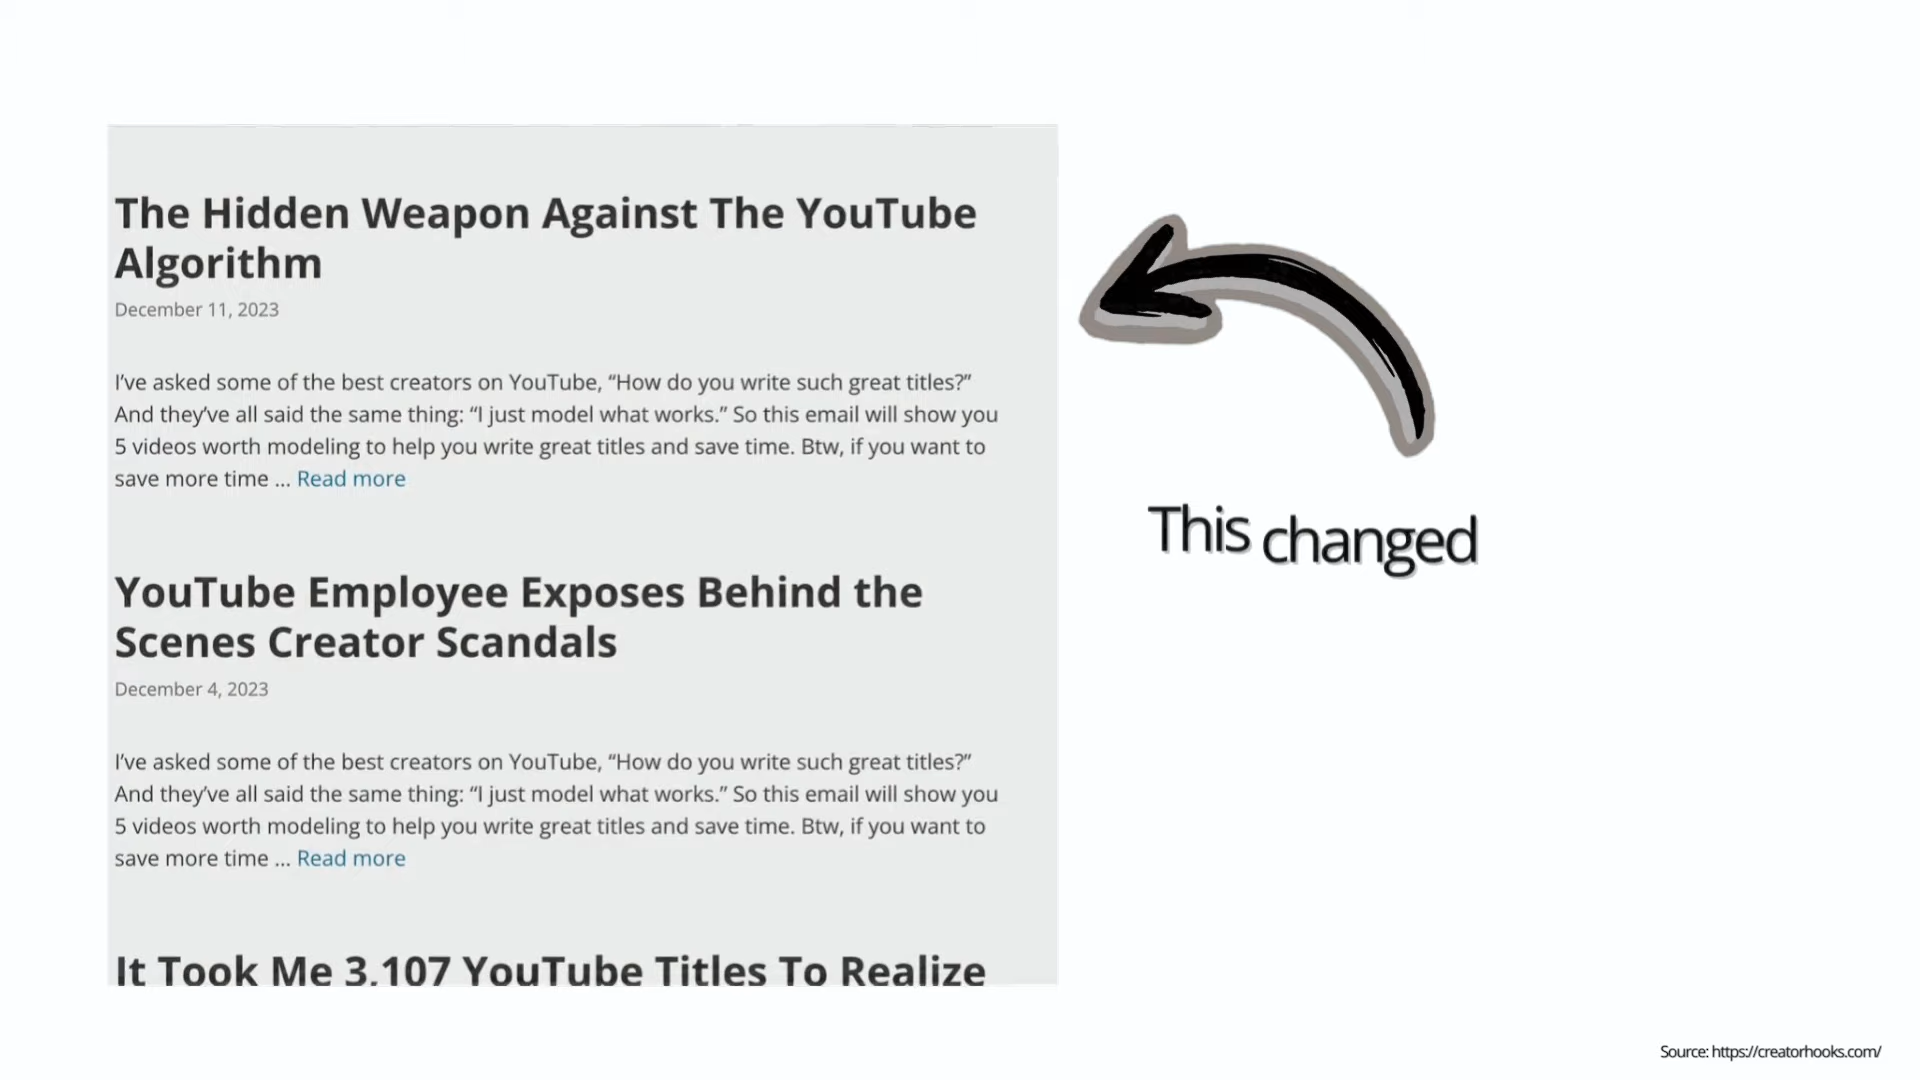 The Hidden Weapon Against The YouTube
Algorithm
December 11, 2023
I’ve asked some of the best creators on YouTube, “How do you write such great titles?”
And they’ve all said the same thing: “I just model what works.” So this email will show you
5 videos worth modeling to help you write great titles and save time. Btw, if you want to
save more time ... Read more
YouTube Employee Exposes Behind the
Scenes Creator Scandals
December 4, 2023
I’ve asked some of the best creators on YouTube, “How do you write such great titles?”
And they’ve all said the same thing: “I just model what works.” So this email will show you
5 videos worth modeling to help you write great titles and save time. Btw, if you want to
save more time ... Read more
It Took Me 3,107 YouTube Titles To Realize
This changed
Source: https://creatorhooks.com/